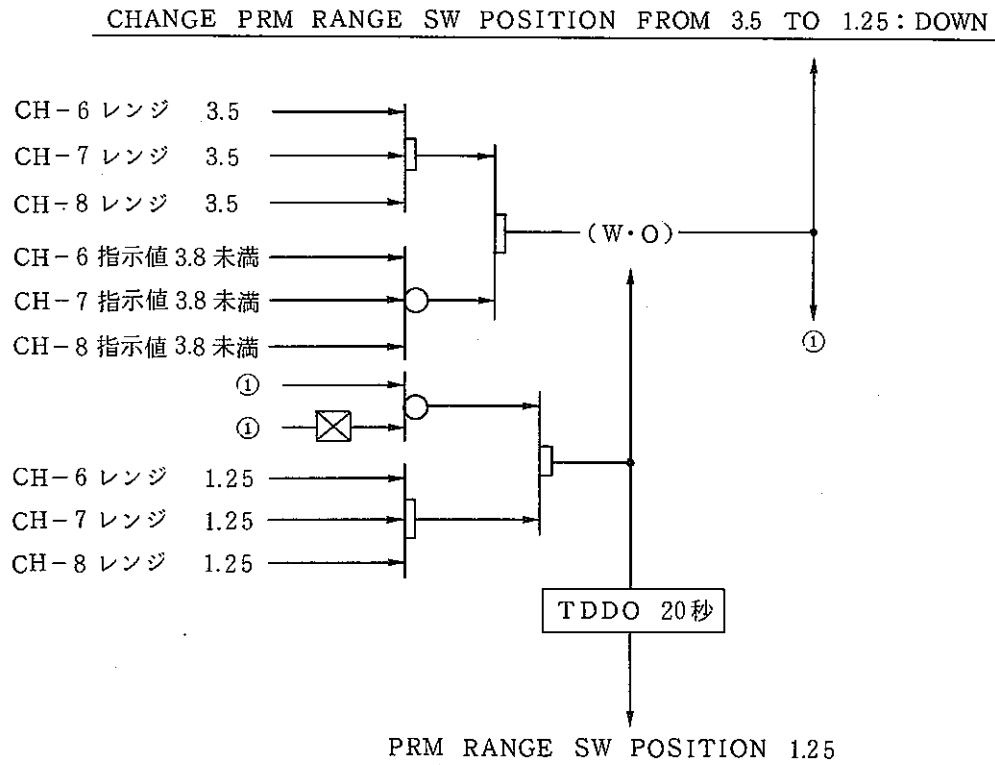 CHANGE PRM RANGE SW POSITION FROM 3.5 TO 1.25：DOWN
CH-6 レンジ 3.5
CH-7 レンジ 3.5
CH-8 レンジ 3.5
(W・O)
CH-6 指示値 3.8 未満
CH-7 指示値 3.8 未満
CH-8 指示値 3.8 未満
①
①
①
CH-6 レンジ 1.25
CH-7 レンジ 1.25
CH-8 レンジ 1.25
TDDO 20秒
PRM RANGE SW POSITION 1.25